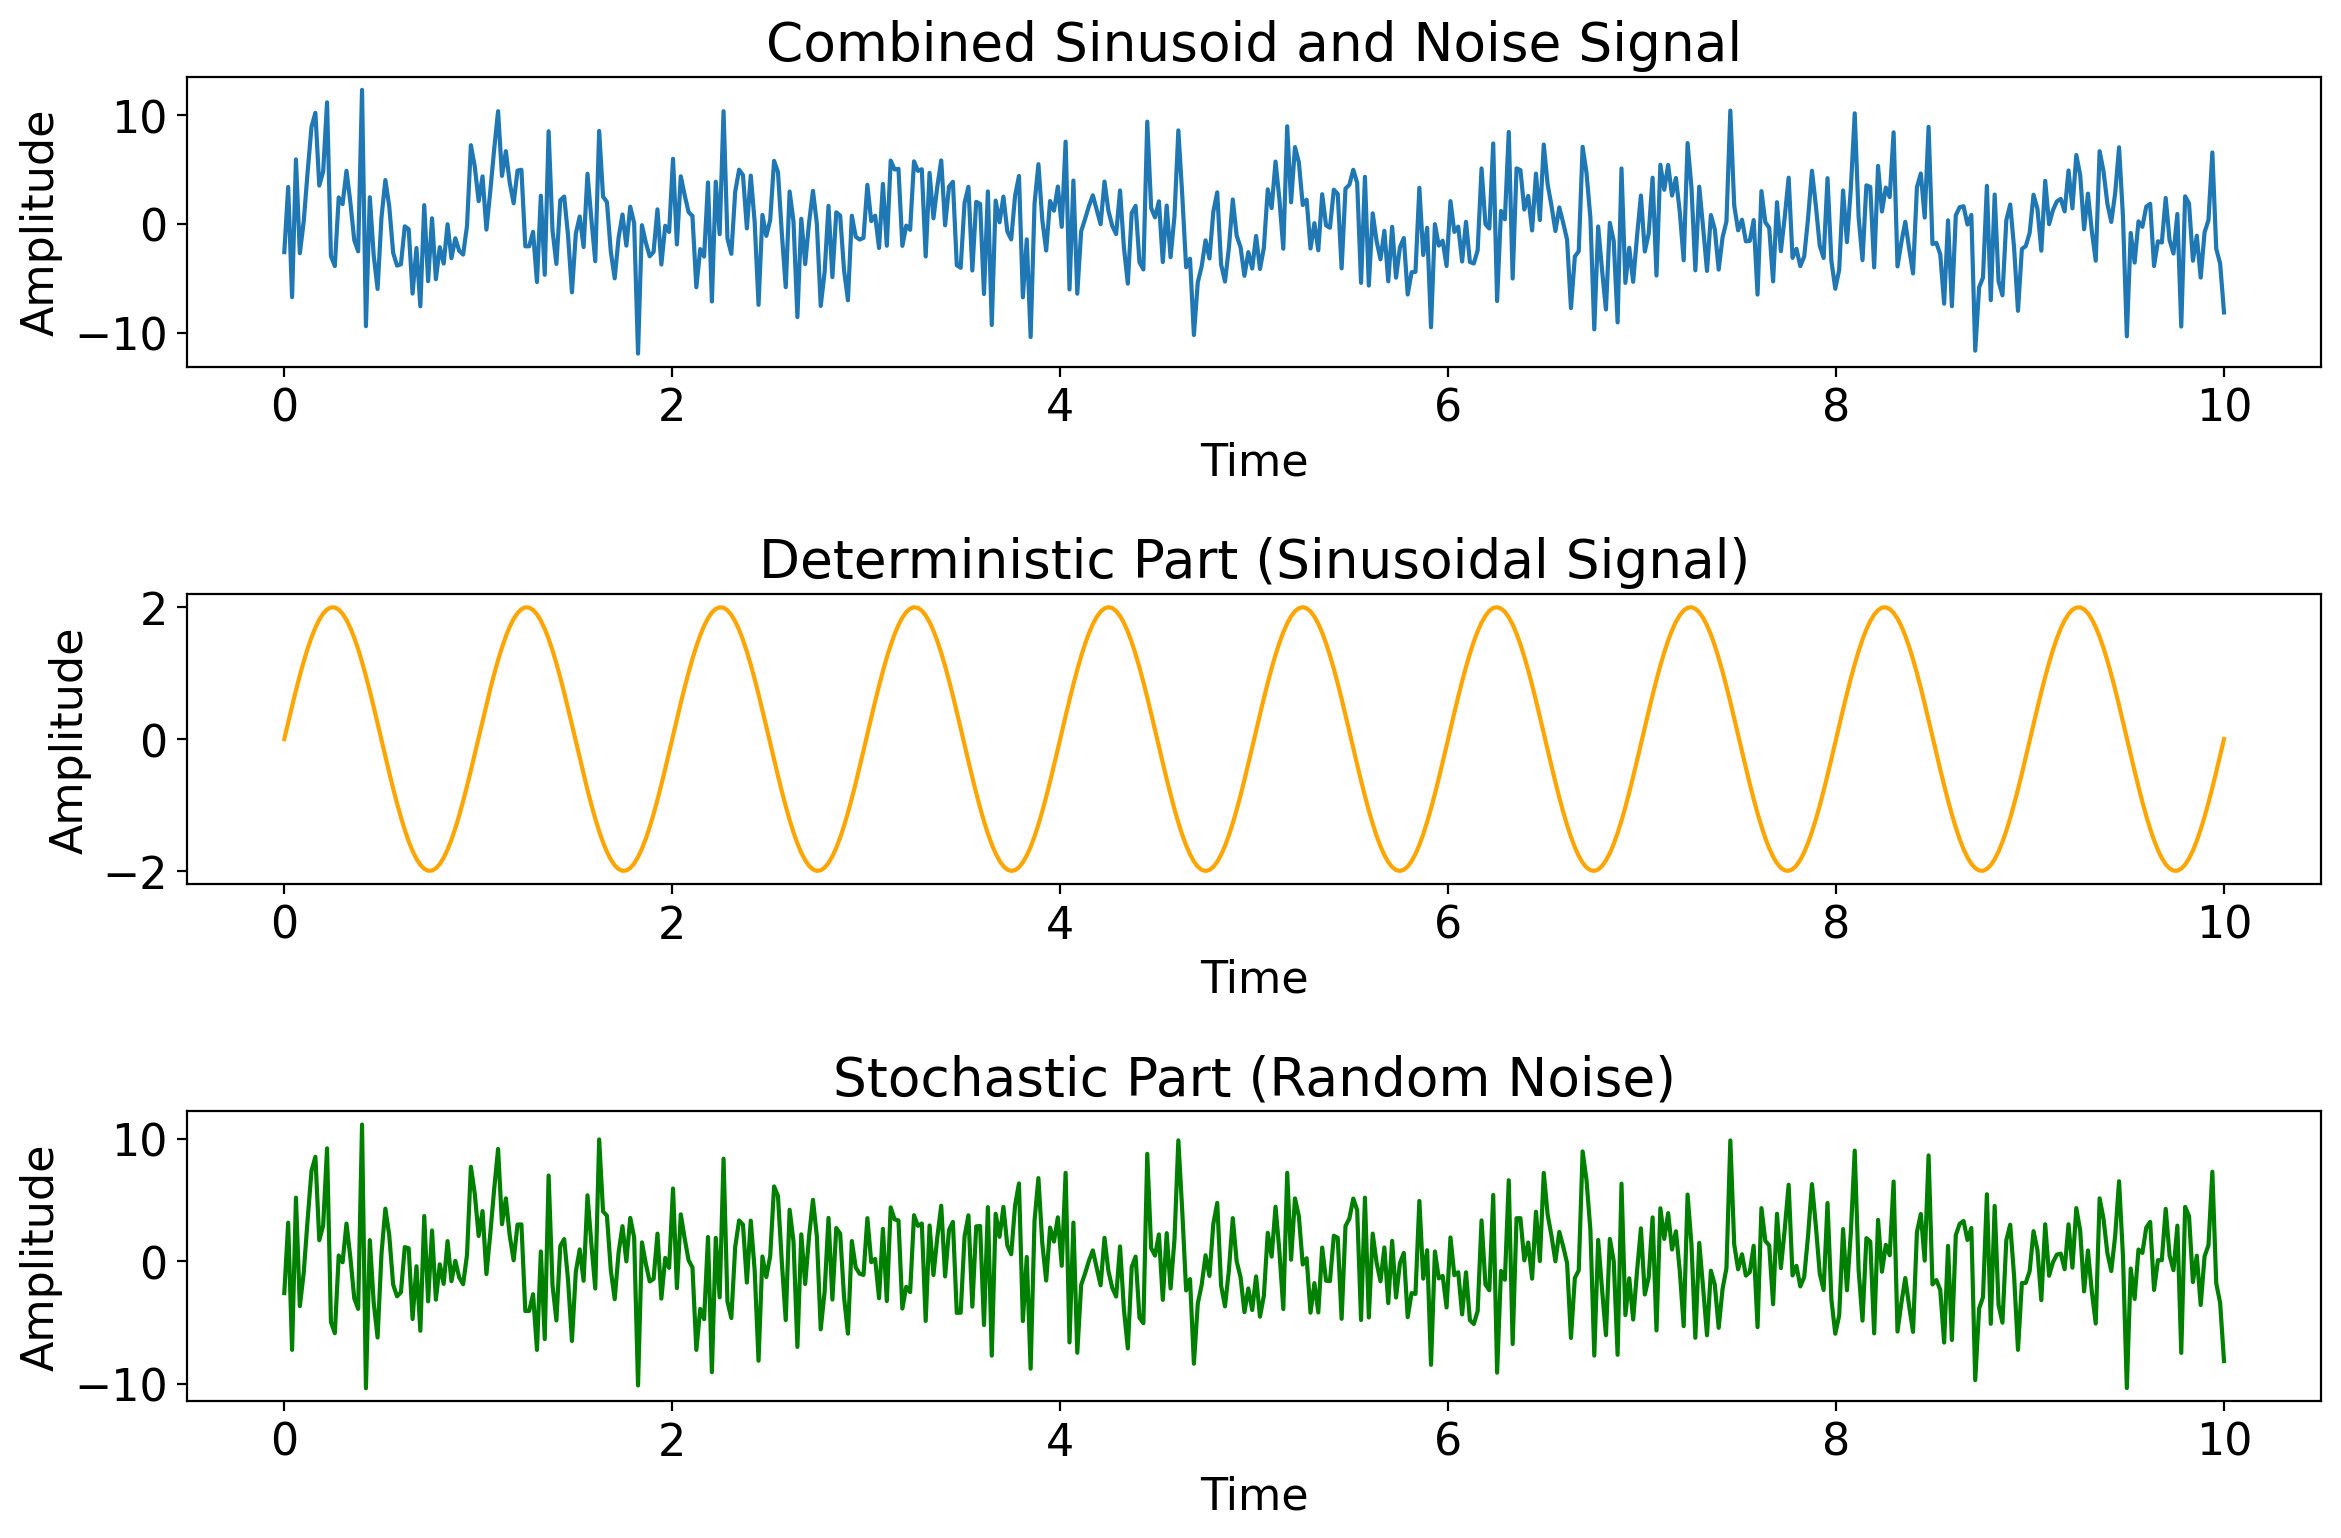 Combined Sinusoid and Noise Signal
Amplitude
10
0
−10
0 2 4 6 8 10
Time
Deterministic Part (Sinusoidal Signal)
Amplitude
2
0
−2
0 2 4 6 8 10
Time
Stochastic Part (Random Noise)
Amplitude
10
0
−10
0 2 4 6 8 10
Time